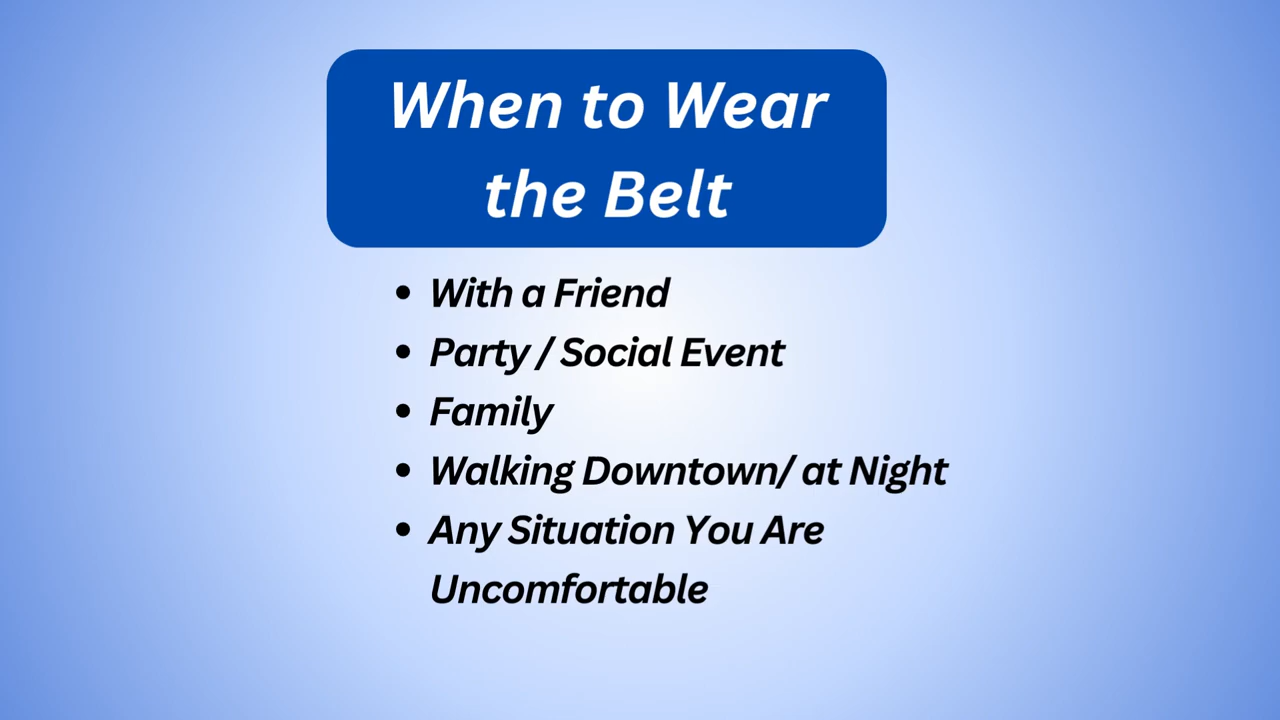 When to Wear
the Belt
• With a Friend
• Party / Social Event
• Family
• Walking Downtown/ at Night
• Any Situation You Are
Uncomfortable